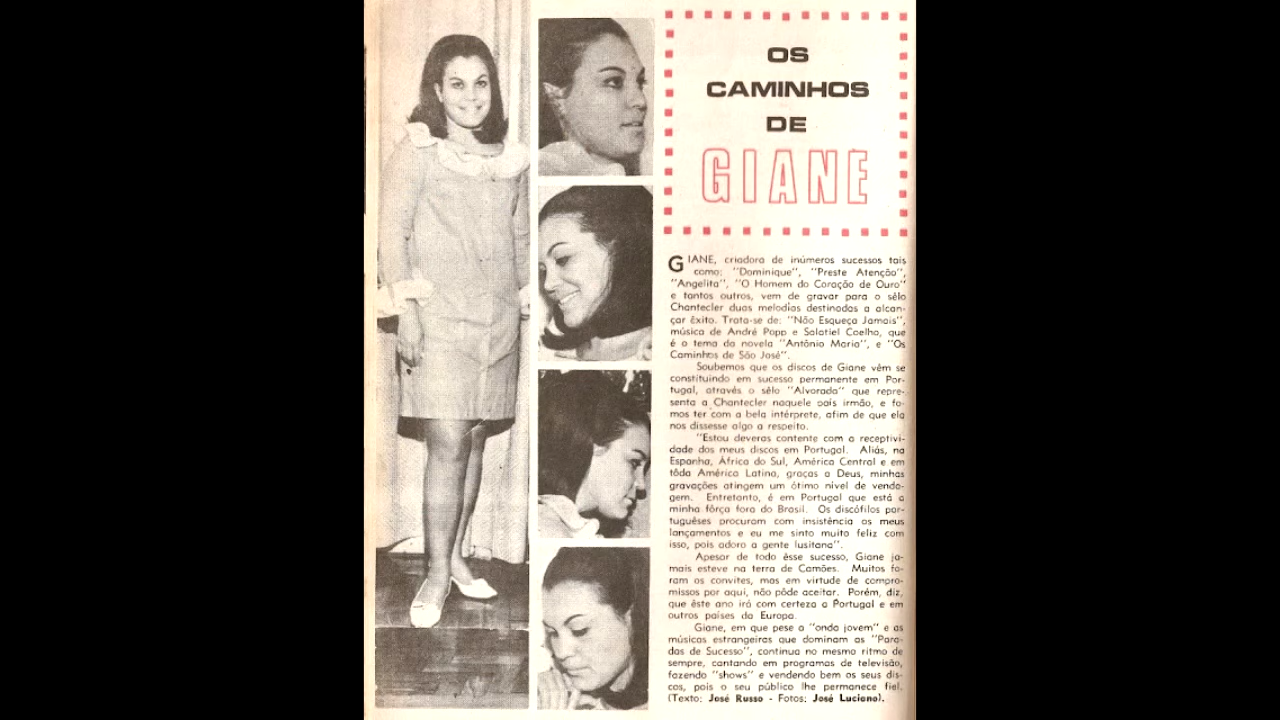 OS
CAMINHOS
DE
GIANE
GIANE, criadora de inúmeros sucessos tais
como: "Dominique", "Preste Atenção",
"Angelita", "O Homem do Coração de Ouro"
e tantos outros, vem de gravar para o sêlo
Chantecler duas melodias destinadas a alcan-
çar êxito. Trata-se de: "Não Esqueça Jamais",
música de André Popp e Salatiel Coelho, que
é o tema da novela "Antônio Maria", e "Os
Caminhos de São José".
Soubemos que os discos de Giane vêm se
constituindo em sucesso permanente em Por-
tugal, através o sêlo "Alvorada" que repre-
senta a Chantecler naquele país irmão, e fo-
mos ter com a bela intérprete, afim de que ela
nos dissesse algo a respeito.
"Estou deveras contente com a receptivi-
dade dos meus discos em Portugal. Aliás, na
Espanha, África do Sul, América Central e em
tôda América Latina, graças a Deus, minhas
gravações atingem um ótimo nível de venda-
gem. Entretanto, é em Portugal que está a
minha fôrça fora do Brasil. Os discófilos por-
tuguêses procuram com insistência os meus
lançamentos e eu me sinto muito feliz com
isso, pois adoro a gente lusitana".
Apesar de todo êsse sucesso, Giane ja-
mais esteve na terra de Camões. Muitos fo-
ram os convites, mas em virtude de compro-
missos por aqui, não pôde aceitar. Porém, diz,
que êste ano irá com certeza a Portugal e em
outros países da Europa.
Giane, em que pese a "onda jovem" e as
músicas estrangeiras que dominam as "Para-
das de Sucesso", continua no mesmo ritmo de
sempre, cantando em programas de televisão,
fazendo "shows" e vendendo bem os seus dis-
cos, pois o seu público lhe permanece fiel.
(Texto: José Russo - Fotos: José Luciano).